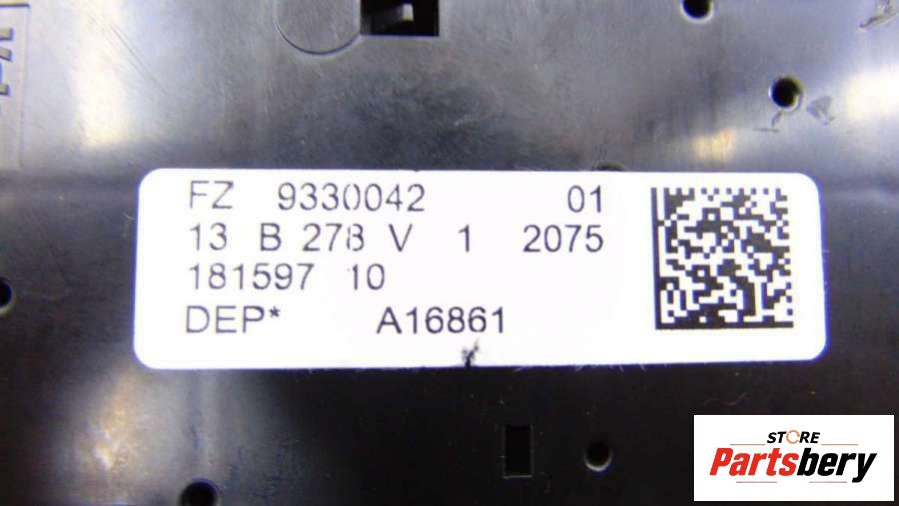 FZ 9330042 01
13 B 278 V 1 2075
181597 10
DEP* A16861
STORE
Partsbery